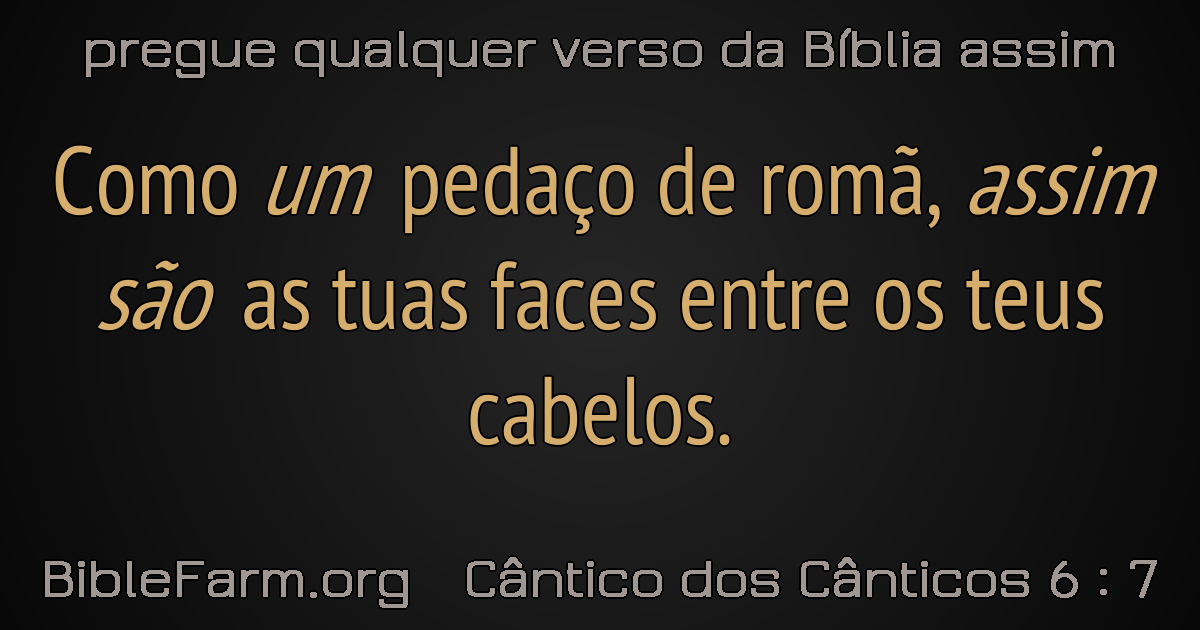 pregue qualquer verso da Bíblia assim
Como um pedaço de romã, assim
são as tuas faces entre os teus
cabelos.
BibleFarm.org Cântico dos Cânticos 6 : 7